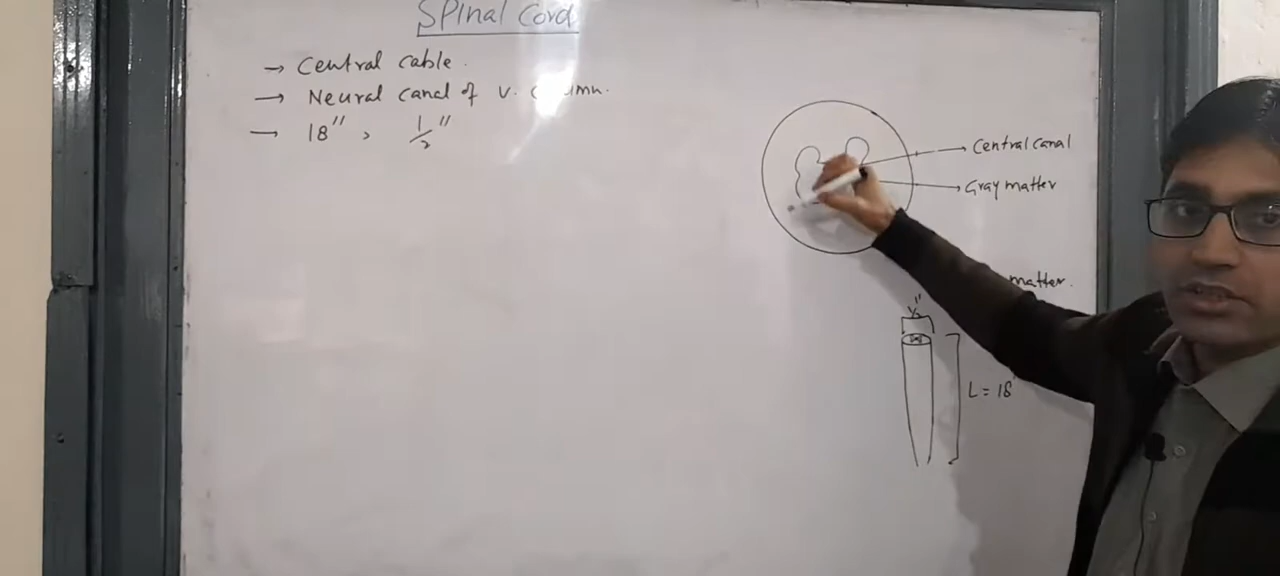 Spinal Cord
→ Central cable.
→ Neural canal of v.
→ 18", 1/2"
Central canal
Gray matter
matter.
L = 18